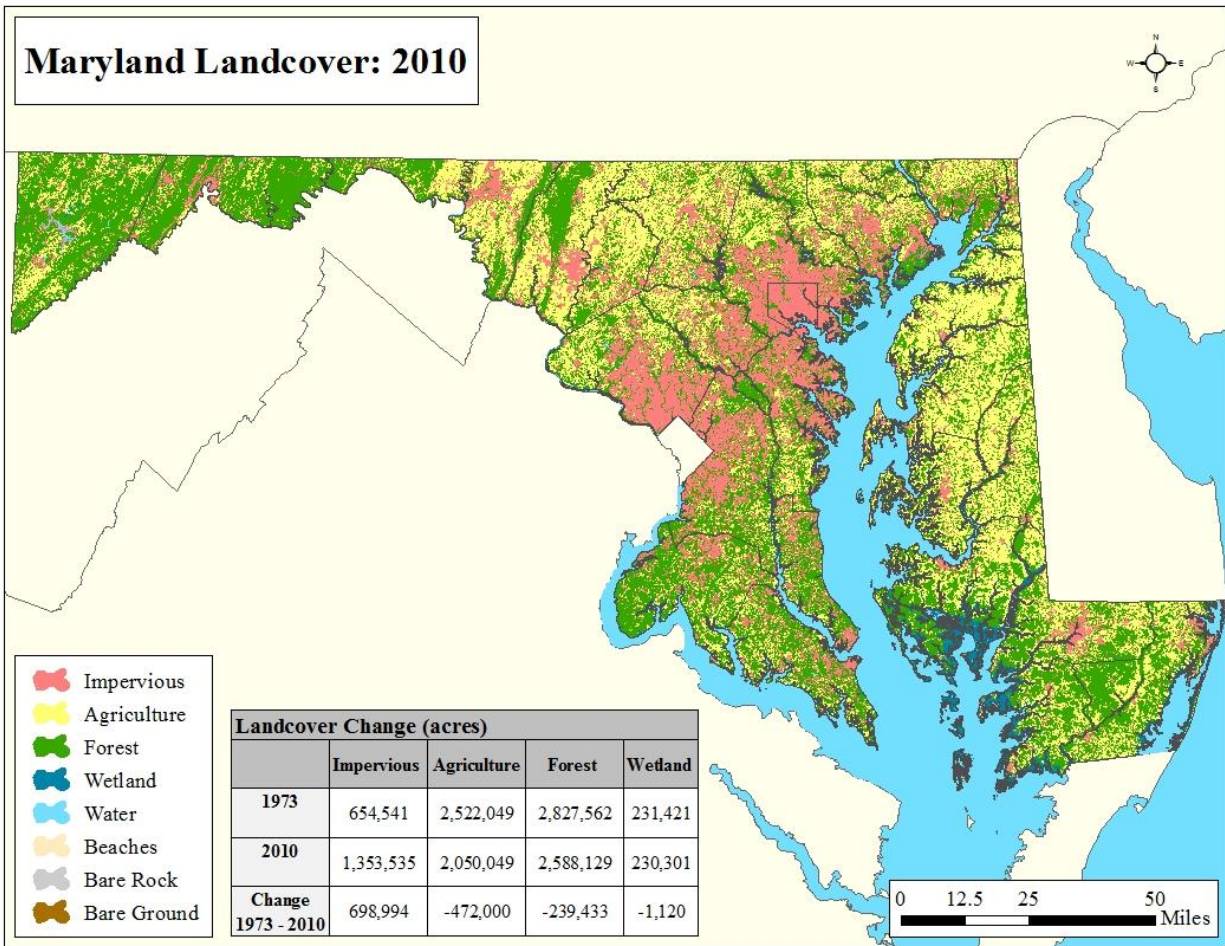 Maryland Landcover: 2010
N
W E
S
Impervious
Agriculture
Forest
Wetland
Water
Beaches
Bare Rock
Bare Ground
Landcover Change (acres)
Impervious Agriculture Forest Wetland
1973 654,541 2,522,049 2,827,562 231,421
2010 1,353,535 2,050,049 2,588,129 230,301
Change
1973 - 2010 698,994 -472,000 -239,433 -1,120
0 12.5 25 50
Miles